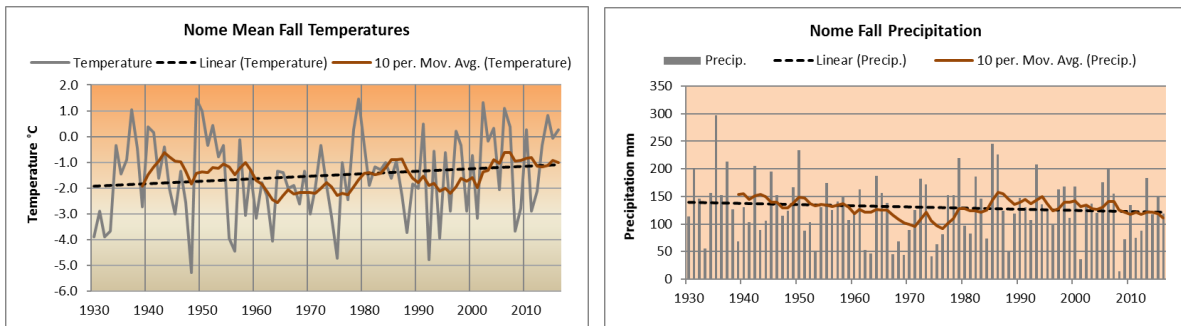 Nome Mean Fall Temperatures
Temperature Linear (Temperature) 10 per. Mov. Avg. (Temperature)
Temperature °C
2.0
1.0
0.0
-1.0
-2.0
-3.0
-4.0
-5.0
-6.0
1930 1940 1950 1960 1970 1980 1990 2000 2010
Nome Fall Precipitation
Precip. Linear (Precip.) 10 per. Mov. Avg. (Precip.)
Precipitation mm
350
300
250
200
150
100
50
0
1930 1940 1950 1960 1970 1980 1990 2000 2010